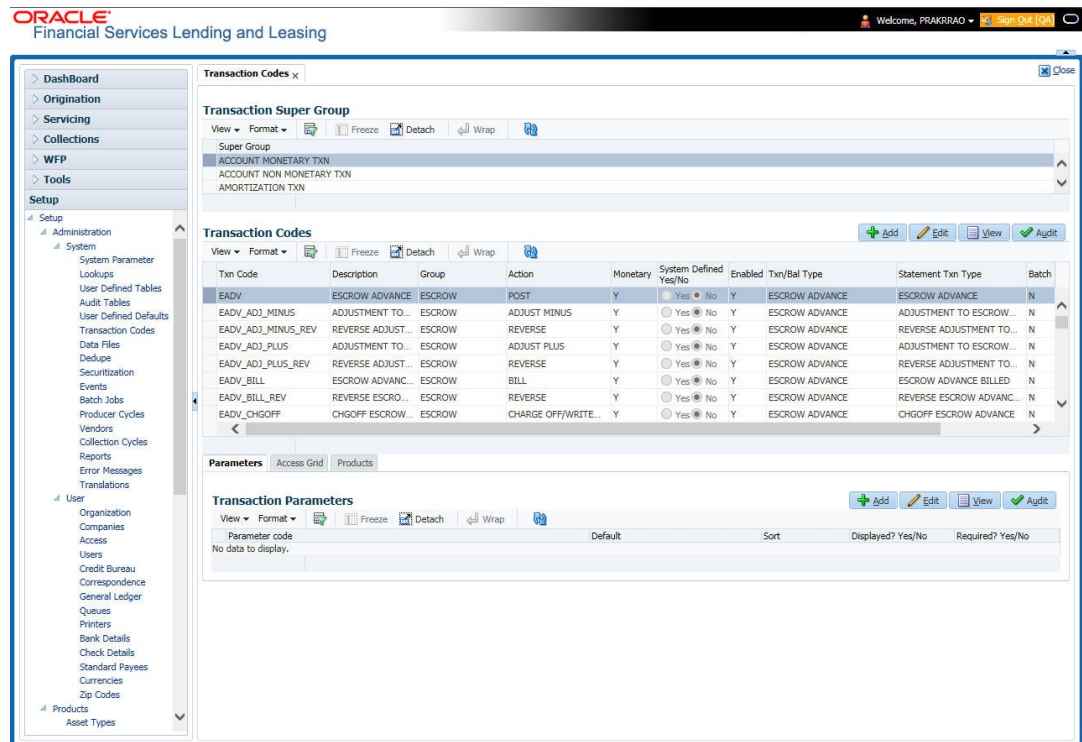 ORACLE®
Financial Services Lending and Leasing
Welcome, PRAKRRAO
Sign Out [QA]
DashBoard
Origination
Servicing
Collections
WFP
Tools
Setup
Setup
Administration
System
System Parameter
Lookups
User Defined Tables
Audit Tables
User Defined Defaults
Transaction Codes
Data Files
Dedupe
Securitization
Events
Batch Jobs
Producer Cycles
Vendors
Collection Cycles
Reports
Error Messages
Translations
User
Organization
Companies
Access
Users
Credit Bureau
Correspondence
General Ledger
Queues
Printers
Bank Details
Check Details
Standard Payees
Currencies
Zip Codes
Products
Asset Types
Transaction Codes x
Close
Transaction Super Group
View Format Freeze Detach Wrap
Super Group
ACCOUNT MONETARY TXN
ACCOUNT NON MONETARY TXN
AMORTIZATION TXN
Transaction Codes
Add Edit View Audit
View Format Freeze Detach Wrap
Txn Code Description Group Action Monetary System Defined Yes/No Enabled Txn/Bal Type Statement Txn Type Batch
EADV ESCROW ADVANCE ESCROW POST Y Yes No Y ESCROW ADVANCE ESCROW ADVANCE N
EADV_ADJ_MINUS ADJUSTMENT TO... ESCROW ADJUST MINUS Y Yes No Y ESCROW ADVANCE ADJUSTMENT TO ESCROW... N
EADV_ADJ_MINUS_REV REVERSE ADJUST... ESCROW REVERSE Y Yes No Y ESCROW ADVANCE REVERSE ADJUSTMENT TO... N
EADV_ADJ_PLUS ADJUSTMENT TO... ESCROW ADJUST PLUS Y Yes No Y ESCROW ADVANCE ADJUSTMENT TO ESCROW... N
EADV_ADJ_PLUS_REV REVERSE ADJUST... ESCROW REVERSE Y Yes No Y ESCROW ADVANCE REVERSE ADJUSTMENT TO... N
EADV_BILL ESCROW ADVANC... ESCROW BILL Y Yes No Y ESCROW ADVANCE ESCROW ADVANCE BILLED N
EADV_BILL_REV REVERSE ESCRO... ESCROW REVERSE Y Yes No Y ESCROW ADVANCE REVERSE ESCROW ADVANC... N
EADV_CHGOFF CHGOFF ESCROW... ESCROW CHARGE OFF/WRITE... Y Yes No Y ESCROW ADVANCE CHGOFF ESCROW ADVANCE N
Parameters Access Grid Products
Transaction Parameters
Add Edit View Audit
View Format Freeze Detach Wrap
Parameter code Default Sort Displayed? Yes/No Required? Yes/No
No data to display.